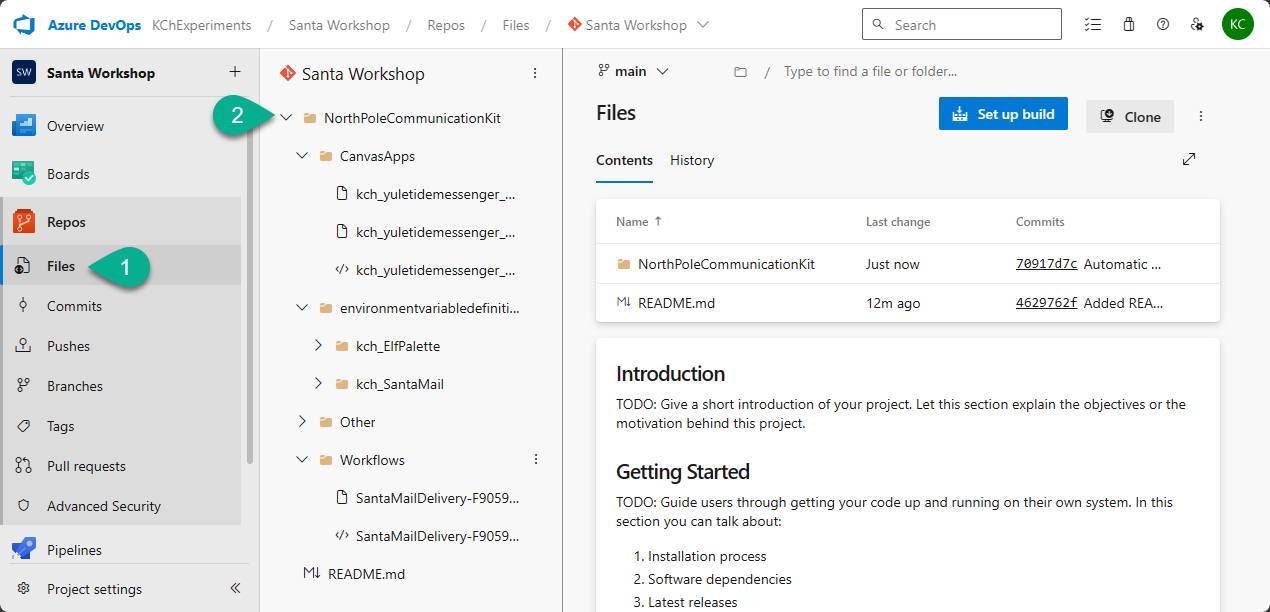 Azure DevOps KChExperiments / Santa Workshop / Repos / Files / Santa Workshop
Search
KC
SW Santa Workshop
Overview
Boards
Repos
Files
1
Commits
Pushes
Branches
Tags
Pull requests
Advanced Security
Pipelines
Project settings
Santa Workshop
2
NorthPoleCommunicationKit
CanvasApps
kch_yuletidemessenger_...
kch_yuletidemessenger_...
kch_yuletidemessenger_...
environmentvariabledefiniti...
kch_ElfPalette
kch_SantaMail
Other
Workflows
SantaMailDelivery-F9059...
SantaMailDelivery-F9059...
README.md
main / Type to find a file or folder...
Files
Set up build
Clone
Contents History
Name ↑ Last change Commits
NorthPoleCommunicationKit Just now 70917d7c Automatic ...
README.md 12m ago 4629762f Added REA...
Introduction
TODO: Give a short introduction of your project. Let this section explain the objectives or the
motivation behind this project.
Getting Started
TODO: Guide users through getting your code up and running on their own system. In this
section you can talk about:
1. Installation process
2. Software dependencies
3. Latest releases